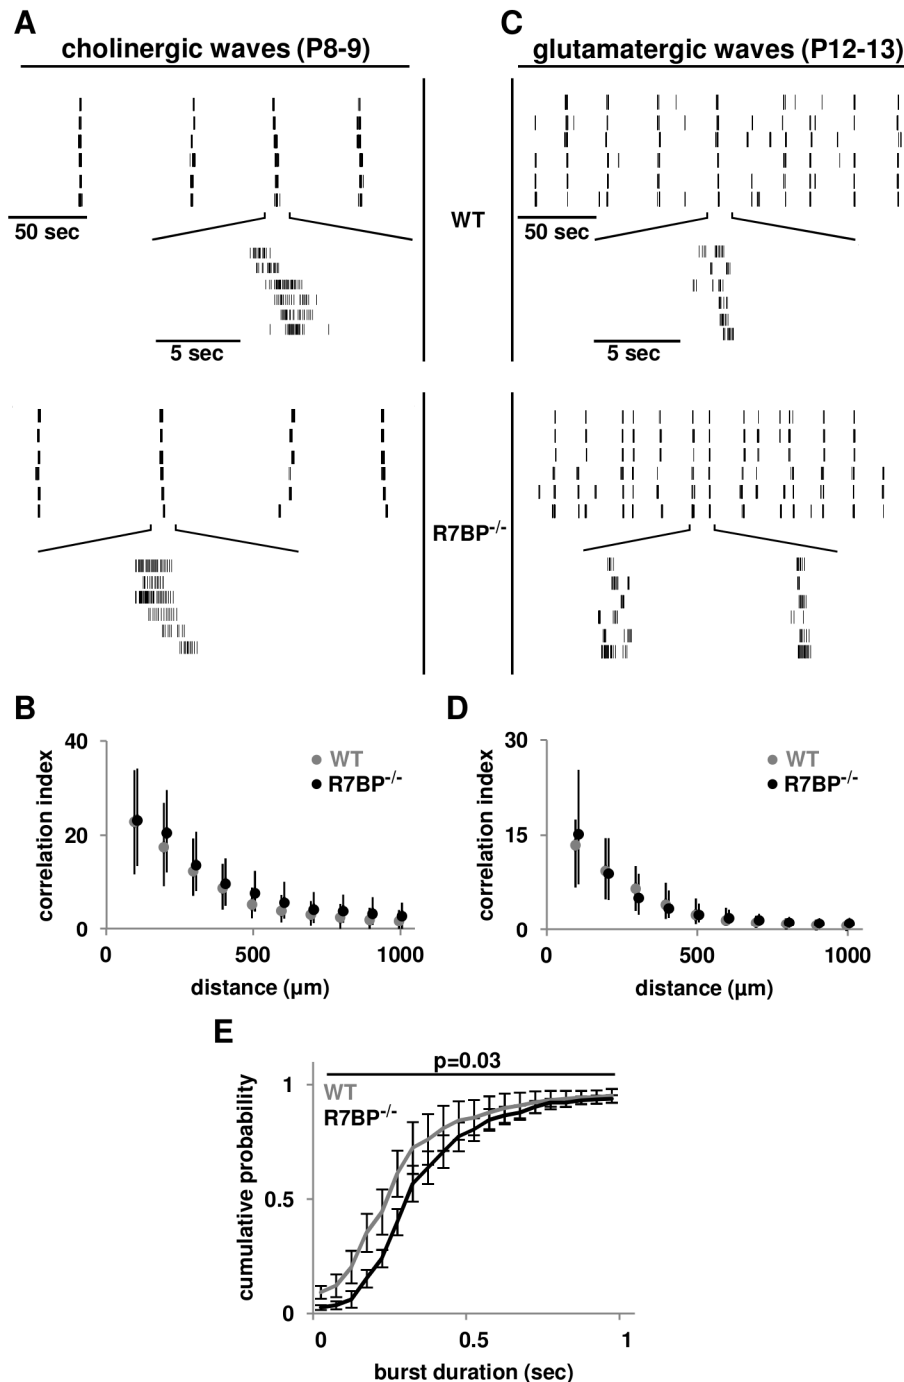 A
cholinergic waves (P8-9)
50 sec
5 sec
C
glutamatergic waves (P12-13)
WT
50 sec
5 sec
R7BP-/-
B
40
20
0
correlation index
WT
R7BP-/-
0
500
1000
distance (µm)
D
30
15
0
correlation index
WT
R7BP-/-
0
500
1000
distance (µm)
E
p=0.03
1
0.5
0
cumulative probability
WT
R7BP-/-
0
0.5
1
burst duration (sec)